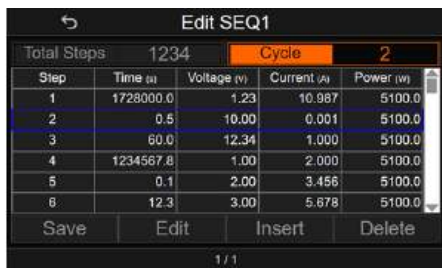 Edit SEQ1
Total Steps 1234 Cycle 2
Step Time (s) Voltage (V) Current (A) Power (W)
1 1728000.0 1.23 10.987 5100.0
2 0.5 10.00 0.001 5100.0
3 60.0 12.34 1.000 5100.0
4 1234567.8 1.00 2.000 5100.0
5 0.1 2.00 3.456 5100.0
6 12.3 3.00 5.678 5100.0
Save Edit Insert Delete
1 / 1